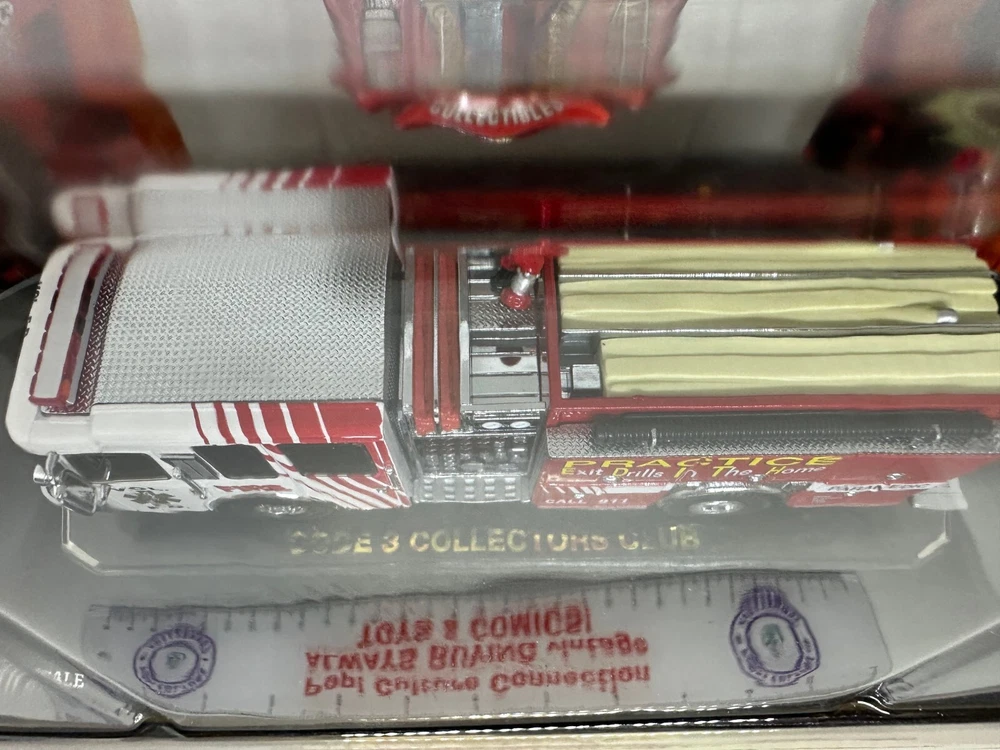 COLLECTIBLES
PRACTICE
Exit Drills In The Home
FIRE
CALL 911
CODE 3 COLLECTORS CLUB
TOYS & COMICS!
ALWAYS BUYING vintage
Pop! Culture Connection